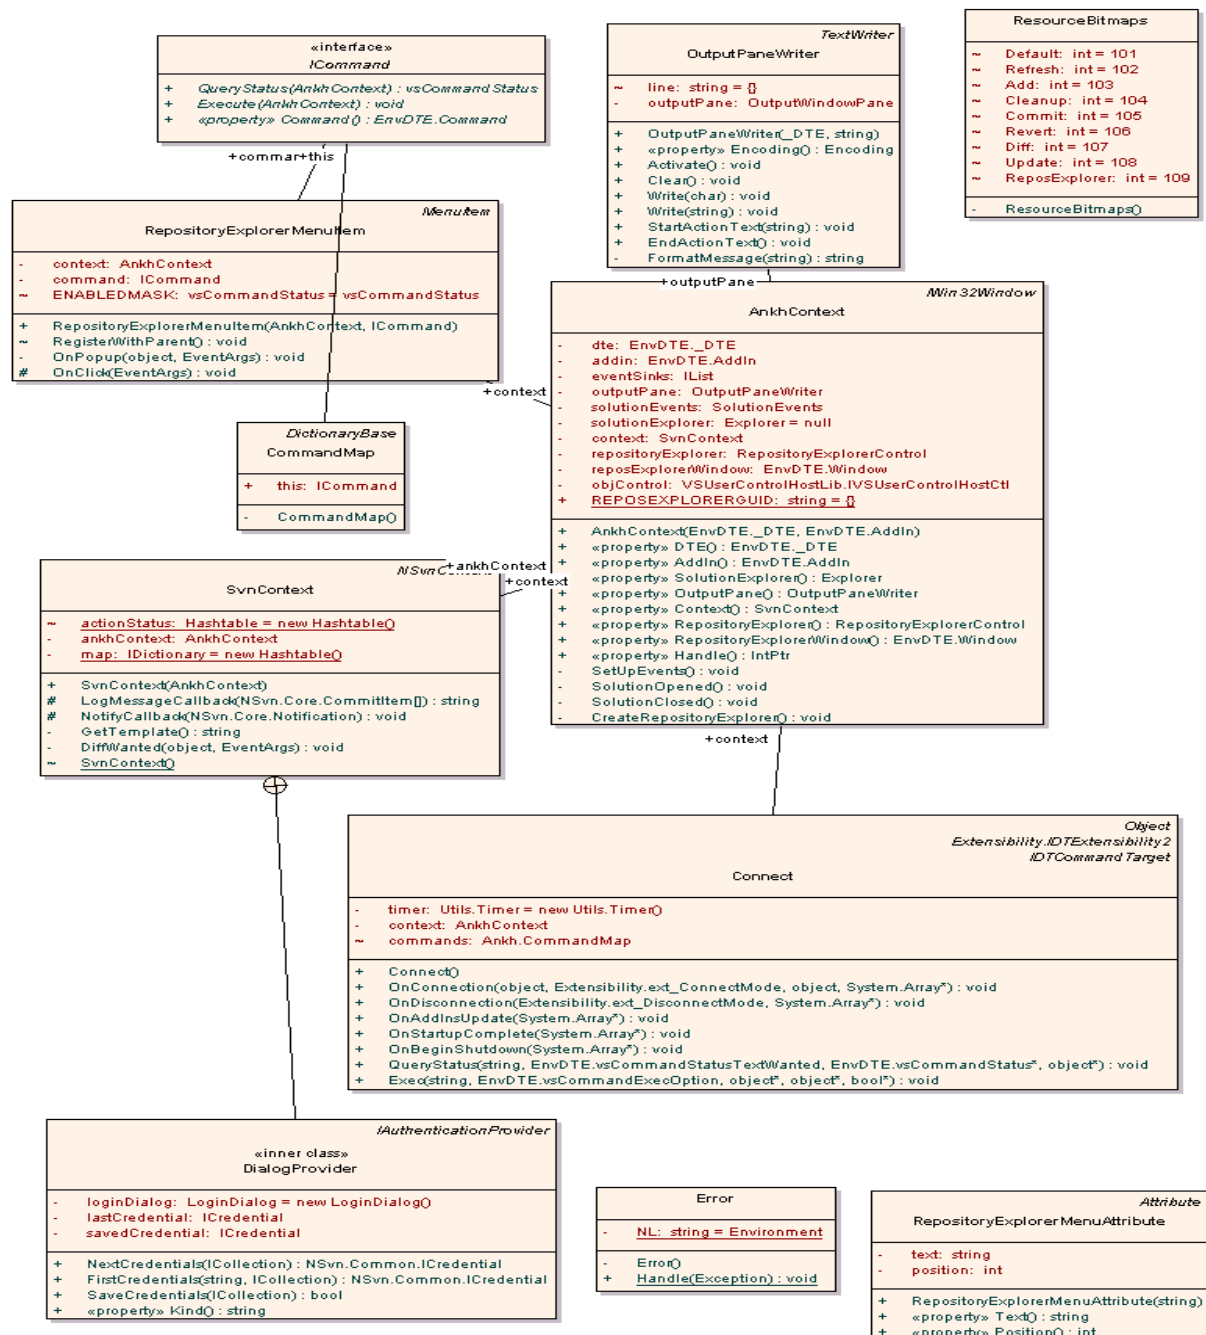 «interface»
ICommand
+ QueryStatus(AnkhContext) : vsCommandStatus
+ Execute(AnkhContext) : void
+ «property» Command() : EnvDTE.Command
+commar+this
TextWriter
OutputPaneWriter
~ line: string = {}
- outputPane: OutputWindowPane
+ OutputPaneWriter(_DTE, string)
+ «property» Encoding() : Encoding
+ Activate() : void
+ Clear() : void
+ Write(char) : void
+ Write(string) : void
+ StartActionText(string) : void
+ EndActionText() : void
- FormatMessage(string) : string
+outputPane
ResourceBitmaps
~ Default: int = 101
~ Refresh: int = 102
~ Add: int = 103
~ Cleanup: int = 104
~ Commit: int = 105
~ Revert: int = 106
~ Diff: int = 107
~ Update: int = 108
~ ReposExplorer: int = 109
- ResourceBitmaps()
MenuItem
RepositoryExplorerMenuItem
- context: AnkhContext
- command: ICommand
~ ENABLEDMASK: vsCommandStatus = vsCommandStatus
+ RepositoryExplorerMenuItem(AnkhContext, ICommand)
~ RegisterWithParent() : void
- OnPopup(object, EventArgs) : void
# OnClick(EventArgs) : void
+context
IWin32Window
AnkhContext
- dte: EnvDTE._DTE
- addin: EnvDTE.AddIn
- eventSinks: IList
- outputPane: OutputPaneWriter
- solutionEvents: SolutionEvents
- solutionExplorer: Explorer = null
- context: SvnContext
- repositoryExplorer: RepositoryExplorerControl
- reposExplorerWindow: EnvDTE.Window
- objControl: VSUserControlHostLib.IVSUserControlHostCtl
+ REPOSEXPLORERGUID: string = {}
+ AnkhContext(EnvDTE._DTE, EnvDTE.AddIn)
+ «property» DTE() : EnvDTE._DTE
+ «property» AddIn() : EnvDTE.AddIn
+ «property» SolutionExplorer() : Explorer
+ «property» OutputPane() : OutputPaneWriter
+ «property» Context() : SvnContext
+ «property» RepositoryExplorer() : RepositoryExplorerControl
+ «property» RepositoryExplorerWindow() : EnvDTE.Window
+ «property» Handle() : IntPtr
- SetUpEvents() : void
- SolutionOpened() : void
- SolutionClosed() : void
- CreateRepositoryExplorer() : void
+context
DictionaryBase
CommandMap
+ this: ICommand
- CommandMap()
+ankhContext
+context
SvnContext
~ actionStatus: Hashtable = new Hashtable()
- ankhContext: AnkhContext
- map: IDictionary = new Hashtable()
+ SvnContext(AnkhContext)
# LogMessageCallback(NSvn.Core.CommitItem[]) : string
# NotifyCallback(NSvn.Core.Notification) : void
- GetTemplate() : string
- DiffWanted(object, EventArgs) : void
~ SvnContext()
Object
Extensibility.IDTExtensibility2
IDTCommandTarget
Connect
- timer: Utils.Timer = new Utils.Timer()
- context: AnkhContext
~ commands: Ankh.CommandMap
+ Connect()
+ OnConnection(object, Extensibility.ext_ConnectMode, object, System.Array*) : void
+ OnDisconnection(Extensibility.ext_DisconnectMode, System.Array*) : void
+ OnAddInsUpdate(System.Array*) : void
+ OnStartupComplete(System.Array*) : void
+ OnBeginShutdown(System.Array*) : void
+ QueryStatus(string, EnvDTE.vsCommandStatusTextWanted, EnvDTE.vsCommandStatus*, object*) : void
+ Exec(string, EnvDTE.vsCommandExecOption, object*, object*, bool*) : void
IAuthenticationProvider
«inner class»
DialogProvider
- loginDialog: LoginDialog = new LoginDialog()
- lastCredential: ICredential
- savedCredential: ICredential
+ NextCredentials(ICollection) : NSvn.Common.ICredential
+ FirstCredentials(string, ICollection) : NSvn.Common.ICredential
+ SaveCredentials(ICollection) : bool
+ «property» Kind() : string
Error
- NL: string = Environment
- Error()
+ Handle(Exception) : void
Attribute
RepositoryExplorerMenuAttribute
- text: string
- position: int
+ RepositoryExplorerMenuAttribute(string)
+ «property» Text() : string
+ «property» Position() : int